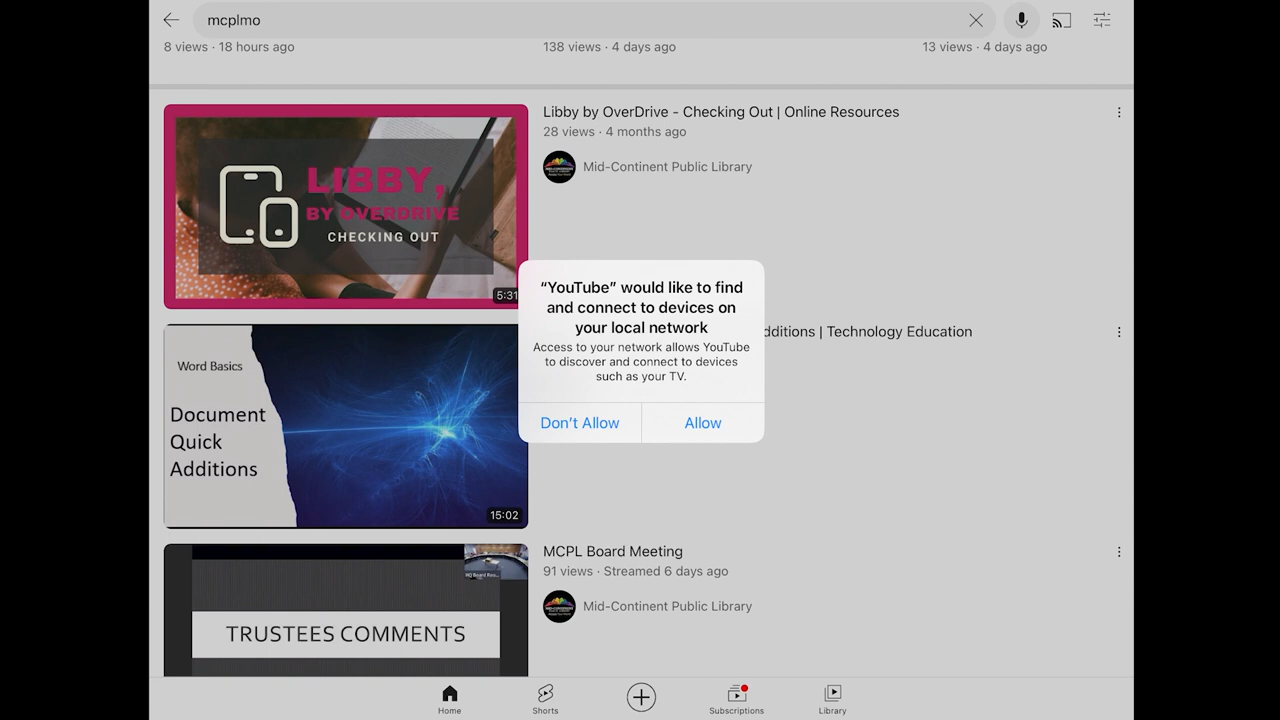 mcplmo
8 views · 18 hours ago
138 views · 4 days ago
13 views · 4 days ago
LIBBY,
BY OVERDRIVE
CHECKING OUT
5:31
Libby by OverDrive - Checking Out | Online Resources
28 views · 4 months ago
Mid-Continent Public Library
“YouTube” would like to find
and connect to devices on
your local network
Access to your network allows YouTube
to discover and connect to devices
such as your TV.
Don’t Allow
Allow
Word Basics
Document
Quick
Additions
15:02
dditions | Technology Education
TRUSTEES COMMENTS
MCPL Board Meeting
91 views · Streamed 6 days ago
Mid-Continent Public Library
Home
Shorts
Subscriptions
Library